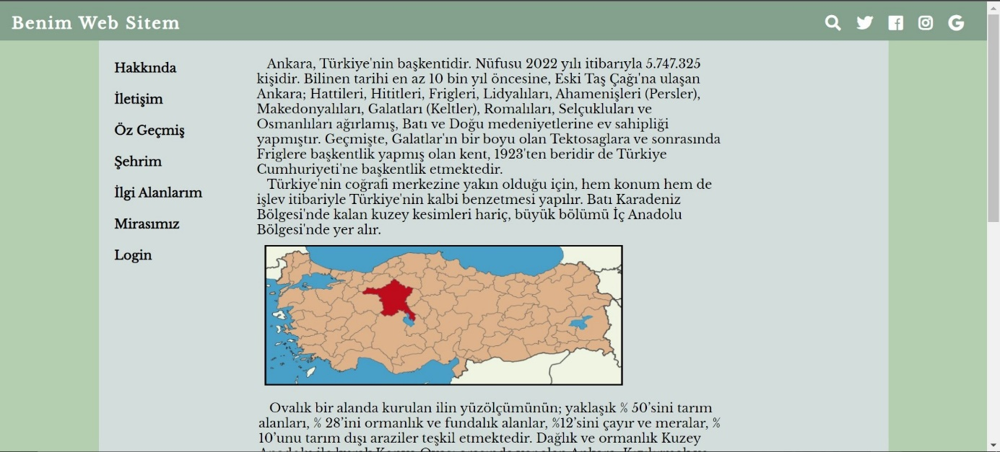 Benim Web Sitem
Hakkında
İletişim
Öz Geçmiş
Şehrim
İlgi Alanlarım
Mirasımız
Login
Ankara, Türkiye'nin başkentidir. Nüfusu 2022 yılı itibarıyla 5.747.325
kişidir. Bilinen tarihi en az 10 bin yıl öncesine, Eski Taş Çağı'na ulaşan
Ankara; Hattileri, Hititleri, Frigleri, Lidyalıları, Ahamenişleri (Persler),
Makedonyalıları, Galatları (Keltler), Romalıları, Selçukluları ve
Osmanlıları ağırlamış, Batı ve Doğu medeniyetlerine ev sahipliği
yapmıştır. Geçmişte, Galatlar'ın bir boyu olan Tektosaglara ve sonrasında
Friglere başkentlik yapmış olan kent, 1923'ten beridir de Türkiye
Cumhuriyeti'ne başkentlik etmektedir.
Türkiye'nin coğrafi merkezine yakın olduğu için, hem konum hem de
işlev itibariyle Türkiye'nin kalbi benzetmesi yapılır. Batı Karadeniz
Bölgesi'nde kalan kuzey kesimleri hariç, büyük bölümü İç Anadolu
Bölgesi'nde yer alır.
Ovalık bir alanda kurulan ilin yüzölçümünün; yaklaşık % 50’sini tarım
alanları, % 28’ini ormanlık ve fundalık alanlar, %12’sini çayır ve meralar, %
10’unu tarım dışı araziler teşkil etmektedir. Dağlık ve ormanlık Kuzey